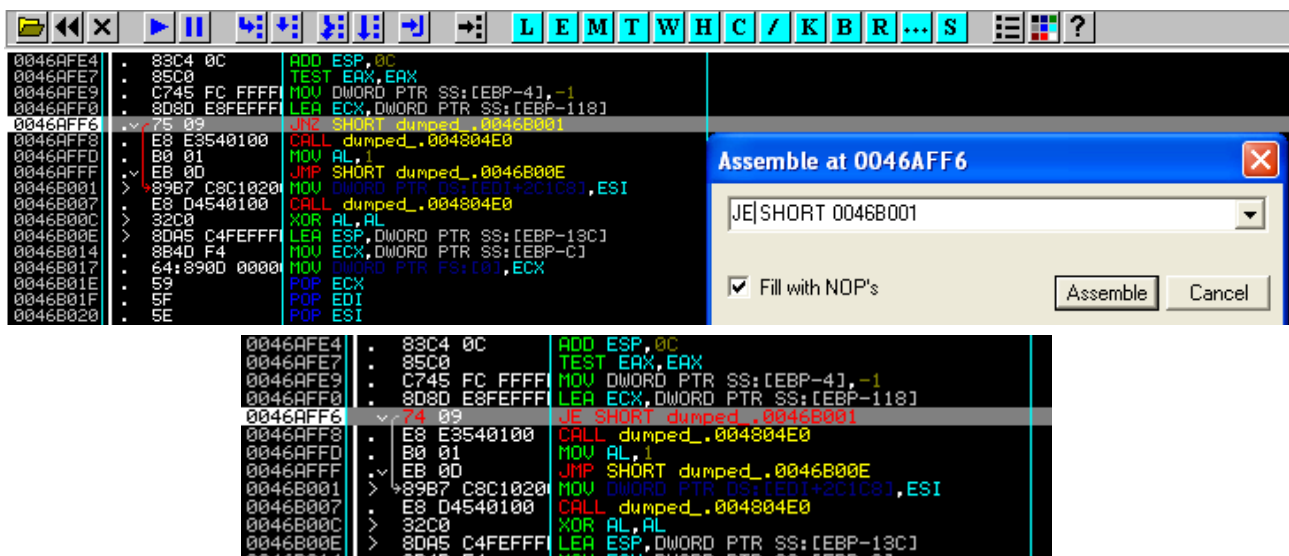 L E M T W H C / K B R ... S ?
0046AFE4 . 83C4 0C ADD ESP,0C
0046AFE7 . 85C0 TEST EAX,EAX
0046AFE9 . C745 FC FFFFF MOV DWORD PTR SS:[EBP-4],-1
0046AFF0 . 8D8D E8FEFFFF LEA ECX,DWORD PTR SS:[EBP-118]
0046AFF6 . 75 09 JNZ SHORT dumped_.0046B001
0046AFF8 . E8 E3540100 CALL dumped_.004804E0
0046AFFD . B0 01 MOV AL,1
0046AFFF . EB 0D JMP SHORT dumped_.0046B00E
0046B001 > 89B7 C8C10200 MOV DWORD PTR DS:[EDI+2C1C8],ESI
0046B007 . E8 D4540100 CALL dumped_.004804E0
0046B00C > 32C0 XOR AL,AL
0046B00E > 8DA5 C4FEFFFF LEA ESP,DWORD PTR SS:[EBP-13C]
0046B014 . 8B4D F4 MOV ECX,DWORD PTR SS:[EBP-C]
0046B017 . 64:890D 00000 MOV DWORD PTR FS:[0],ECX
0046B01E . 59 POP ECX
0046B01F . 5F POP EDI
0046B020 . 5E POP ESI
Assemble at 0046AFF6
JE SHORT 0046B001
Fill with NOP's
Assemble Cancel
0046AFE4 . 83C4 0C ADD ESP,0C
0046AFE7 . 85C0 TEST EAX,EAX
0046AFE9 . C745 FC FFFFF MOV DWORD PTR SS:[EBP-4],-1
0046AFF0 . 8D8D E8FEFFFF LEA ECX,DWORD PTR SS:[EBP-118]
0046AFF6 74 09 JE SHORT dumped_.0046B001
0046AFF8 . E8 E3540100 CALL dumped_.004804E0
0046AFFD . B0 01 MOV AL,1
0046AFFF . EB 0D JMP SHORT dumped_.0046B00E
0046B001 > 89B7 C8C10200 MOV DWORD PTR DS:[EDI+2C1C8],ESI
0046B007 . E8 D4540100 CALL dumped_.004804E0
0046B00C > 32C0 XOR AL,AL
0046B00E > 8DA5 C4FEFFFF LEA ESP,DWORD PTR SS:[EBP-13C]